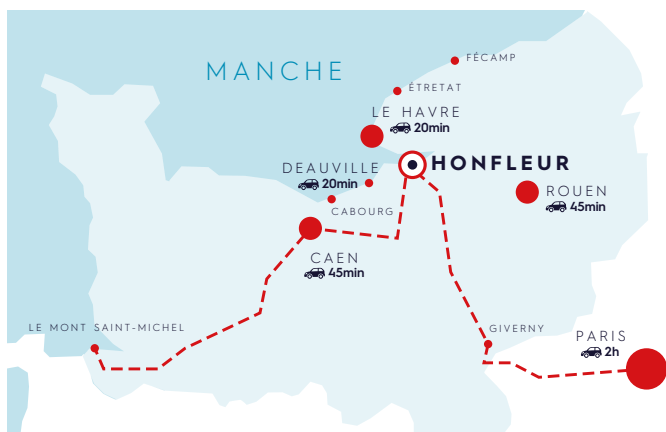 FÉCAMP
MANCHE
ÉTRETAT
LE HAVRE
20min
HONFLEUR
DEAUVILLE
20min
ROUEN
45min
CABOURG
CAEN
45min
LE MONT SAINT-MICHEL
GIVERNY
PARIS
2h